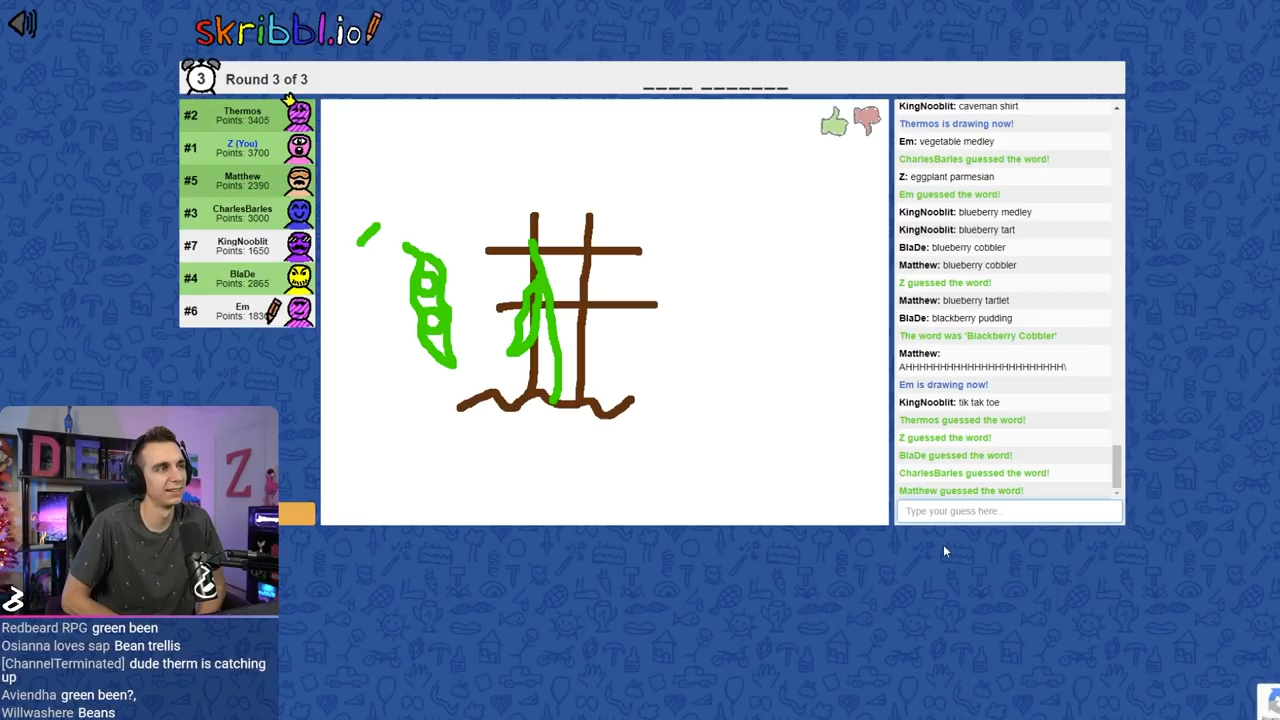 skribbl.io
3
Round 3 of 3
____ _______
#2 Thermos
Points: 3405
#1 Z (You)
Points: 3700
#5 Matthew
Points: 2390
#3 CharlesBarles
Points: 3000
#7 KingNooblit
Points: 1650
#4 BlaDe
Points: 2865
#6 Em
Points: 1830
KingNooblit: caveman shirt
Thermos is drawing now!
Em: vegetable medley
CharlesBarles guessed the word!
Z: eggplant parmesian
Em guessed the word!
KingNooblit: blueberry medley
KingNooblit: blueberry tart
BlaDe: blueberry cobbler
Matthew: blueberry cobbler
Z guessed the word!
Matthew: blueberry tartlet
BlaDe: blackberry pudding
The word was 'Blackberry Cobbler'
Matthew:
AHHHHHHHHHHHHHHHHHHHHHHH\
Em is drawing now!
KingNooblit: tik tak toe
Thermos guessed the word!
Z guessed the word!
BlaDe guessed the word!
CharlesBarles guessed the word!
Matthew guessed the word!
Type your guess here...
D E
Z
Redbeard RPG green been
Osianna loves sap Bean trellis
[ChannelTerminated] dude therm is catching
up
Aviendha green been?,
Willwashere Beans